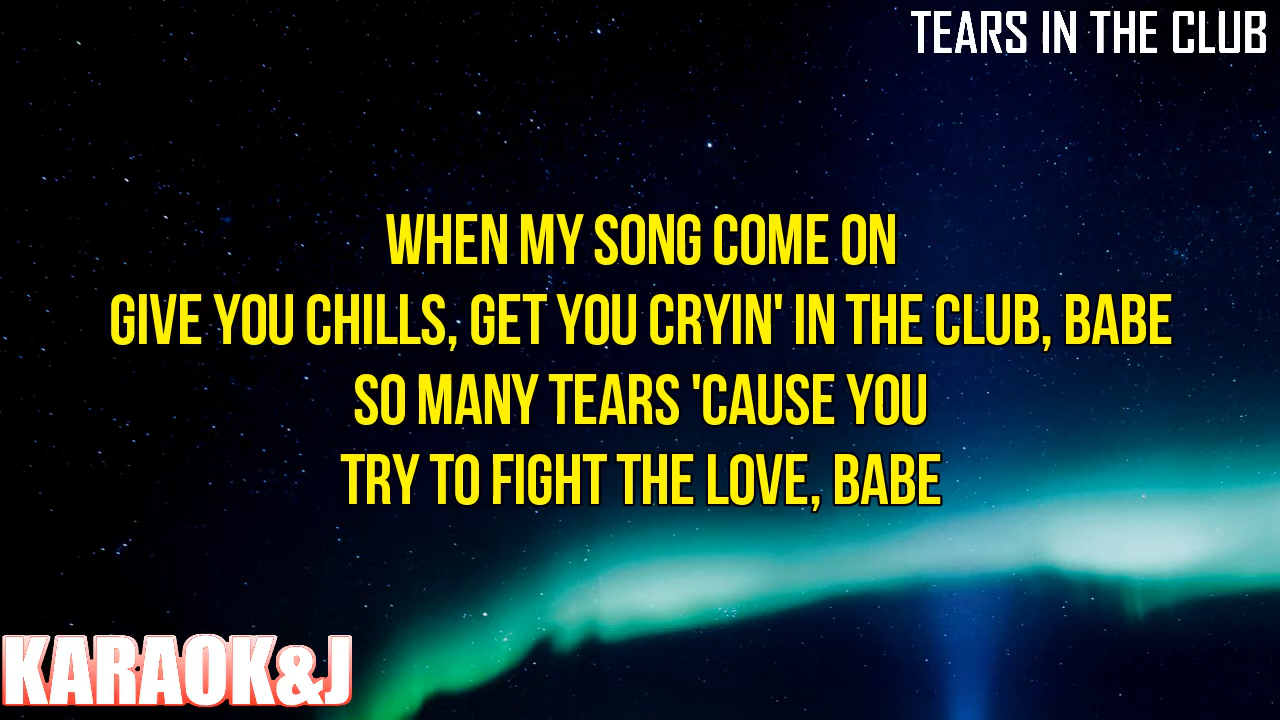 TEARS IN THE CLUB
WHEN MY SONG COME ON
GIVE YOU CHILLS, GET YOU CRYIN' IN THE CLUB, BABE
SO MANY TEARS 'CAUSE YOU
TRY TO FIGHT THE LOVE, BABE
KARAOK&J